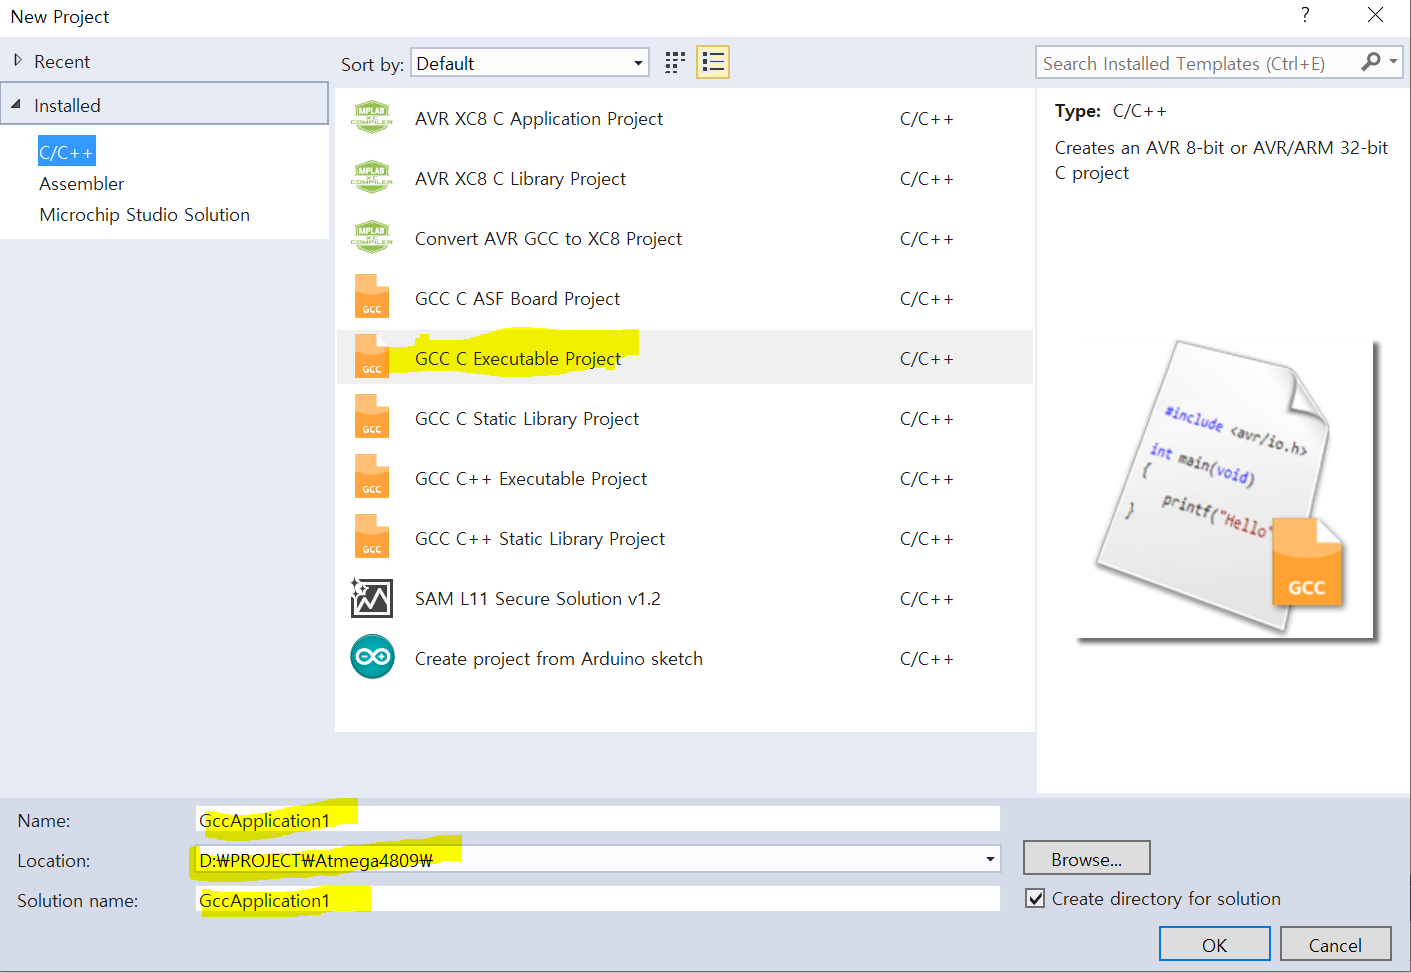 New Project
?
Recent
Installed
C/C++
Assembler
Microchip Studio Solution
Sort by: Default
Search Installed Templates (Ctrl+E)
MPLAB XC COMPILER AVR XC8 C Application Project C/C++
MPLAB XC COMPILER AVR XC8 C Library Project C/C++
MPLAB XC COMPILER Convert AVR GCC to XC8 Project C/C++
GCC GCC C ASF Board Project C/C++
GCC GCC C Executable Project C/C++
GCC GCC C Static Library Project C/C++
GCC GCC C++ Executable Project C/C++
GCC GCC C++ Static Library Project C/C++
SAM L11 Secure Solution v1.2 C/C++
Create project from Arduino sketch C/C++
Type: C/C++
Creates an AVR 8-bit or AVR/ARM 32-bit
C project
#include <avr/io.h>
int main(void)
{
printf("Hello"
}
GCC
Name: GccApplication1
Location: D:₩PROJECT₩Atmega4809₩
Browse...
Solution name: GccApplication1
Create directory for solution
OK
Cancel